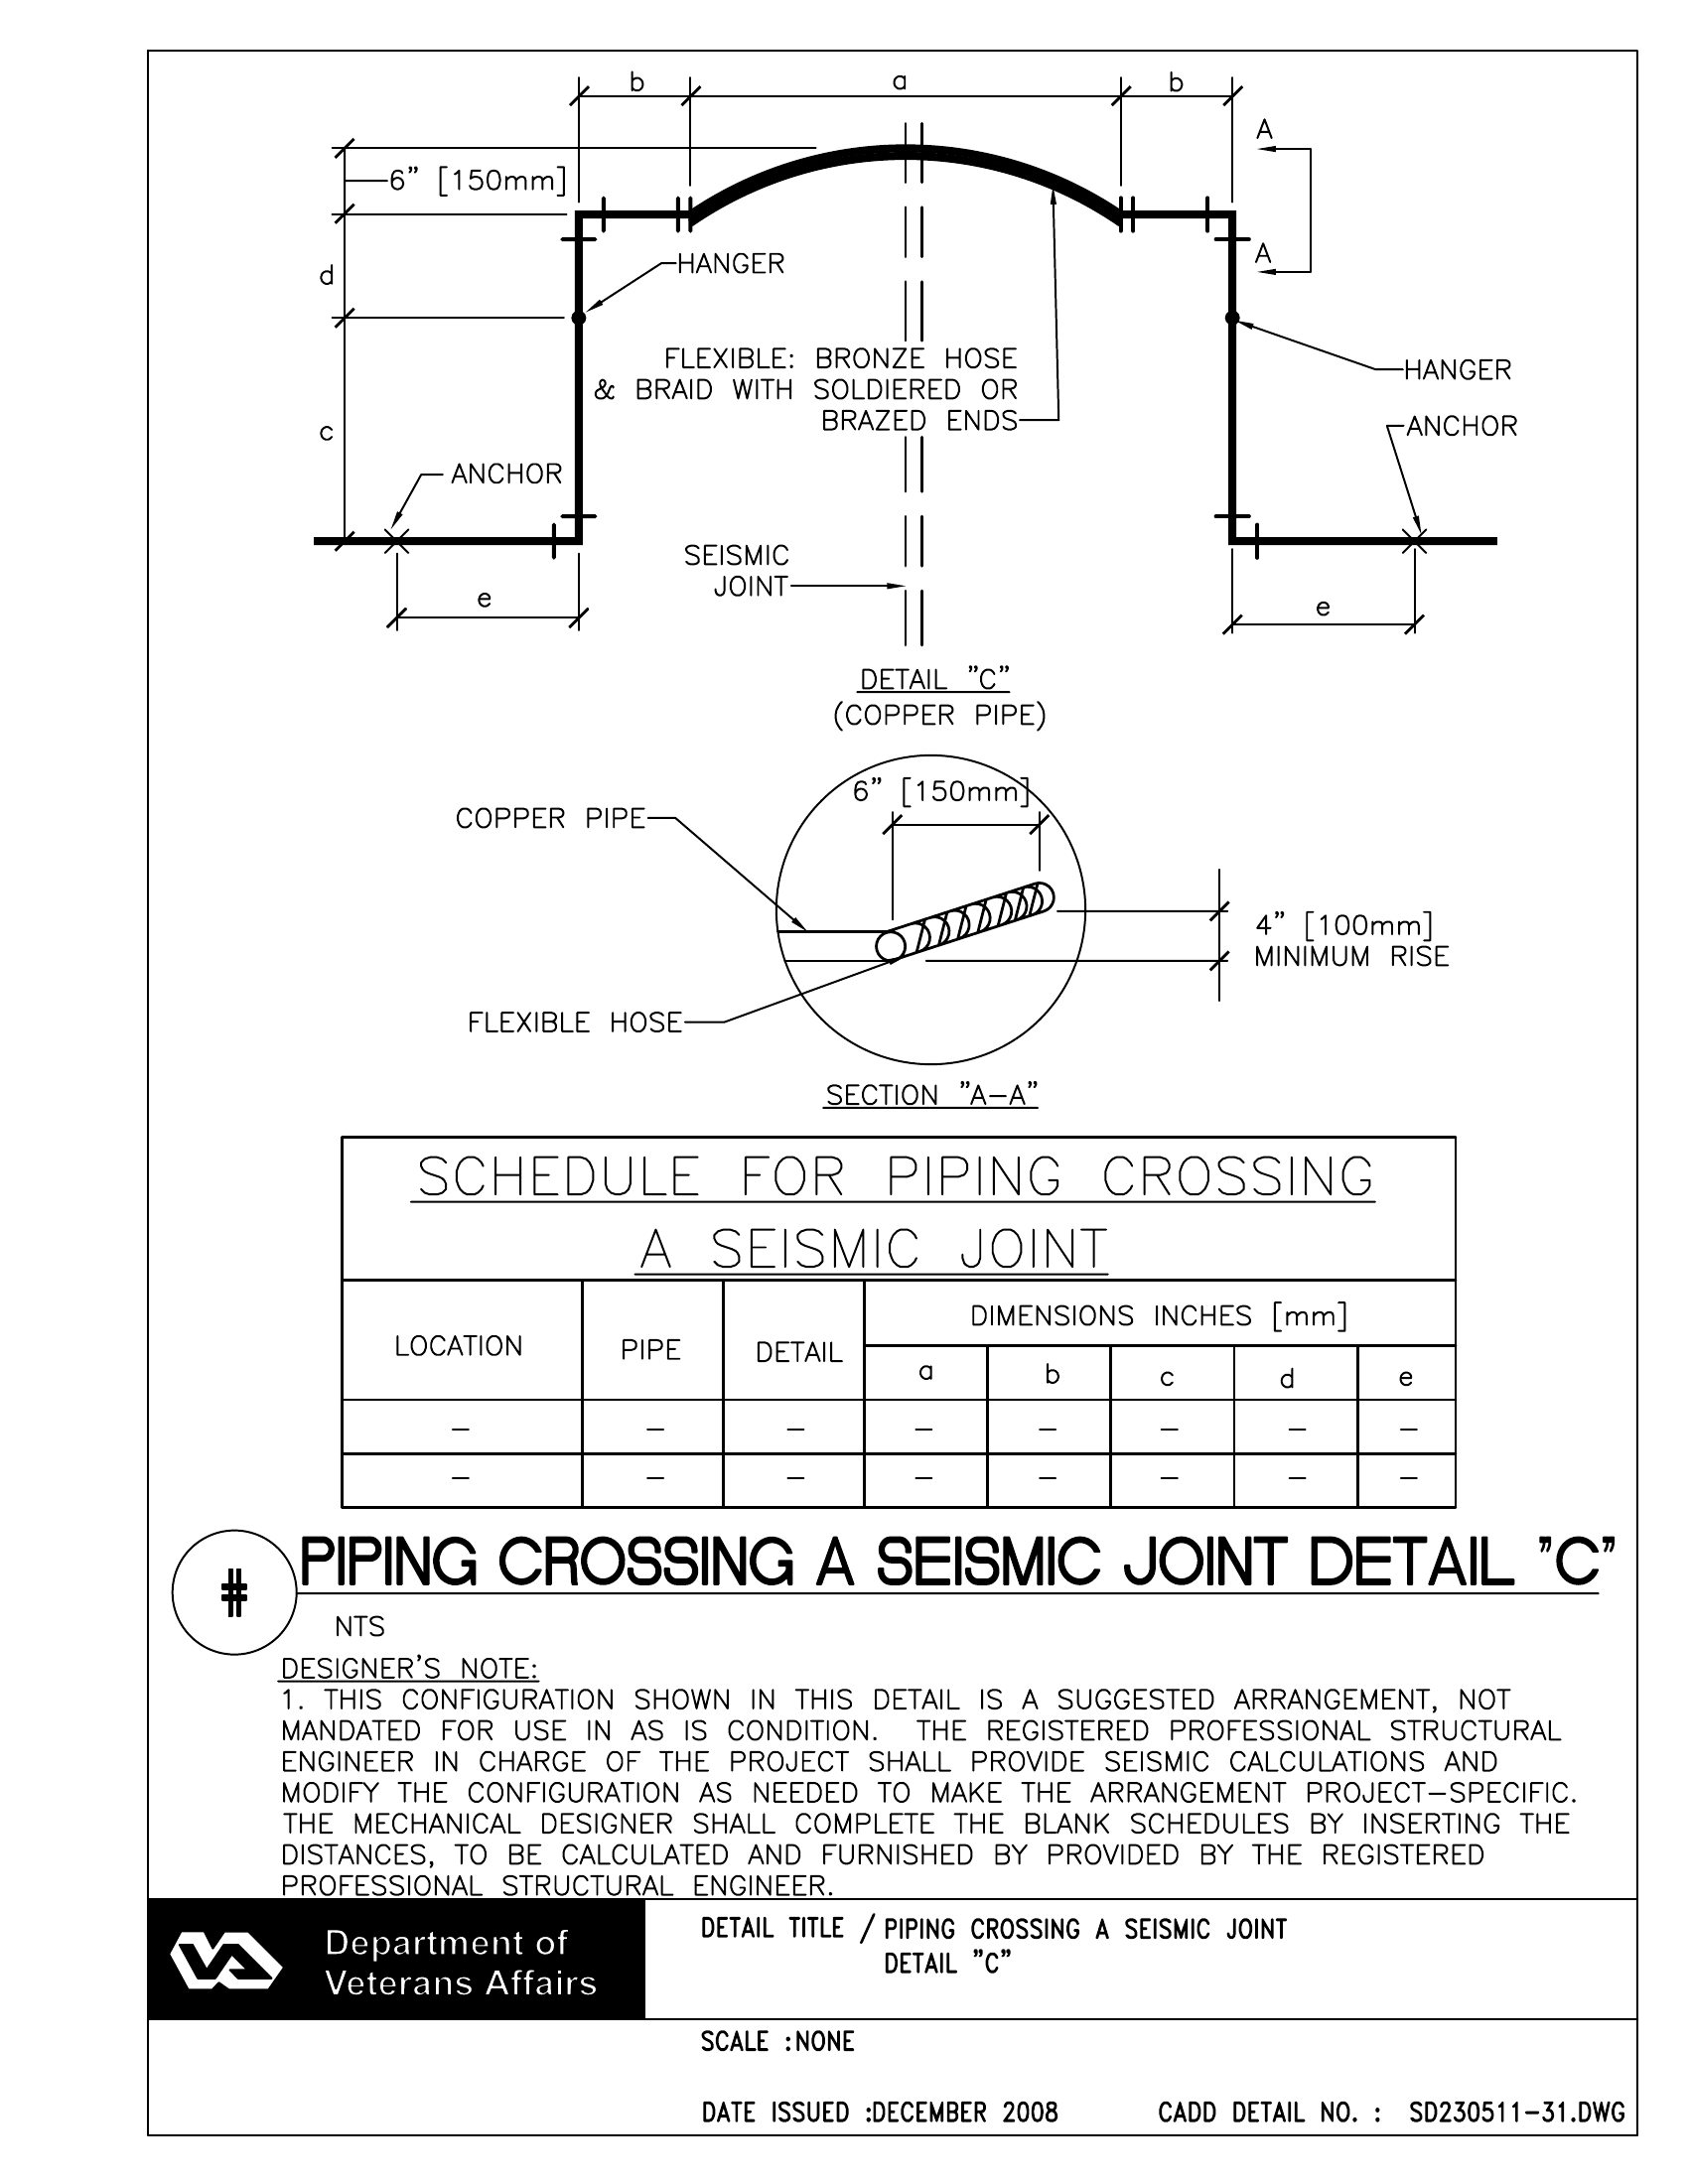 b
a
b
A
6” [150mm]
HANGER
A
d
FLEXIBLE: BRONZE HOSE
& BRAID WITH SOLDIERED OR
BRAZED ENDS
HANGER
c
ANCHOR
ANCHOR
SEISMIC
JOINT
e
e
DETAIL ”C”
(COPPER PIPE)
6” [150mm]
COPPER PIPE
4” [100mm]
MINIMUM RISE
FLEXIBLE HOSE
SECTION ”A–A”
SCHEDULE FOR PIPING CROSSING
A SEISMIC JOINT
LOCATION PIPE DETAIL DIMENSIONS INCHES [mm]
a b c d e
– – – – – – – –
– – – – – – – –
# PIPING CROSSING A SEISMIC JOINT DETAIL ”C”
NTS
DESIGNER'S NOTE:
1. THIS CONFIGURATION SHOWN IN THIS DETAIL IS A SUGGESTED ARRANGEMENT, NOT
MANDATED FOR USE IN AS IS CONDITION. THE REGISTERED PROFESSIONAL STRUCTURAL
ENGINEER IN CHARGE OF THE PROJECT SHALL PROVIDE SEISMIC CALCULATIONS AND
MODIFY THE CONFIGURATION AS NEEDED TO MAKE THE ARRANGEMENT PROJECT–SPECIFIC.
THE MECHANICAL DESIGNER SHALL COMPLETE THE BLANK SCHEDULES BY INSERTING THE
DISTANCES, TO BE CALCULATED AND FURNISHED BY PROVIDED BY THE REGISTERED
PROFESSIONAL STRUCTURAL ENGINEER.
VA Department of
Veterans Affairs
DETAIL TITLE / PIPING CROSSING A SEISMIC JOINT
DETAIL ”C”
SCALE :NONE
DATE ISSUED :DECEMBER 2008 CADD DETAIL NO. : SD230511–31.DWG